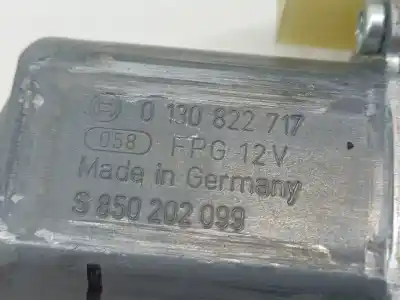 0 130 822 717
058 FPG 12V
Made in Germany
S 850 202 099